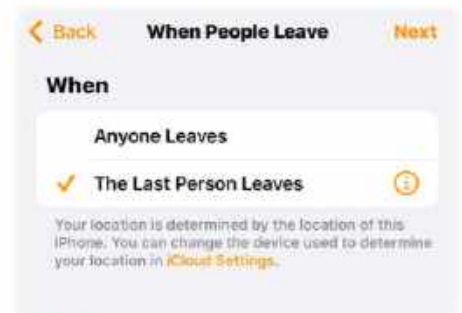 Back When People Leave Next
When
Anyone Leaves
The Last Person Leaves
Your location is determined by the location of this
iPhone. You can change the device used to determine
your location in iCloud Settings.